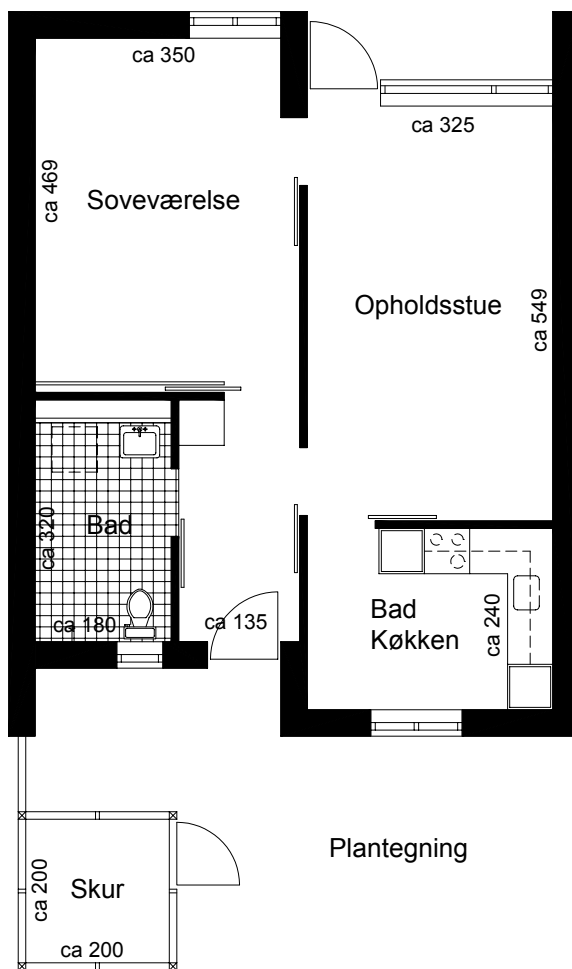 ca 350
ca 325
ca 469
Soveværelse
Opholdsstue
ca 549
Bad
ca 320
ca 180
ca 135
Bad
Køkken
ca 240
Plantegning
Skur
ca 200
ca 200